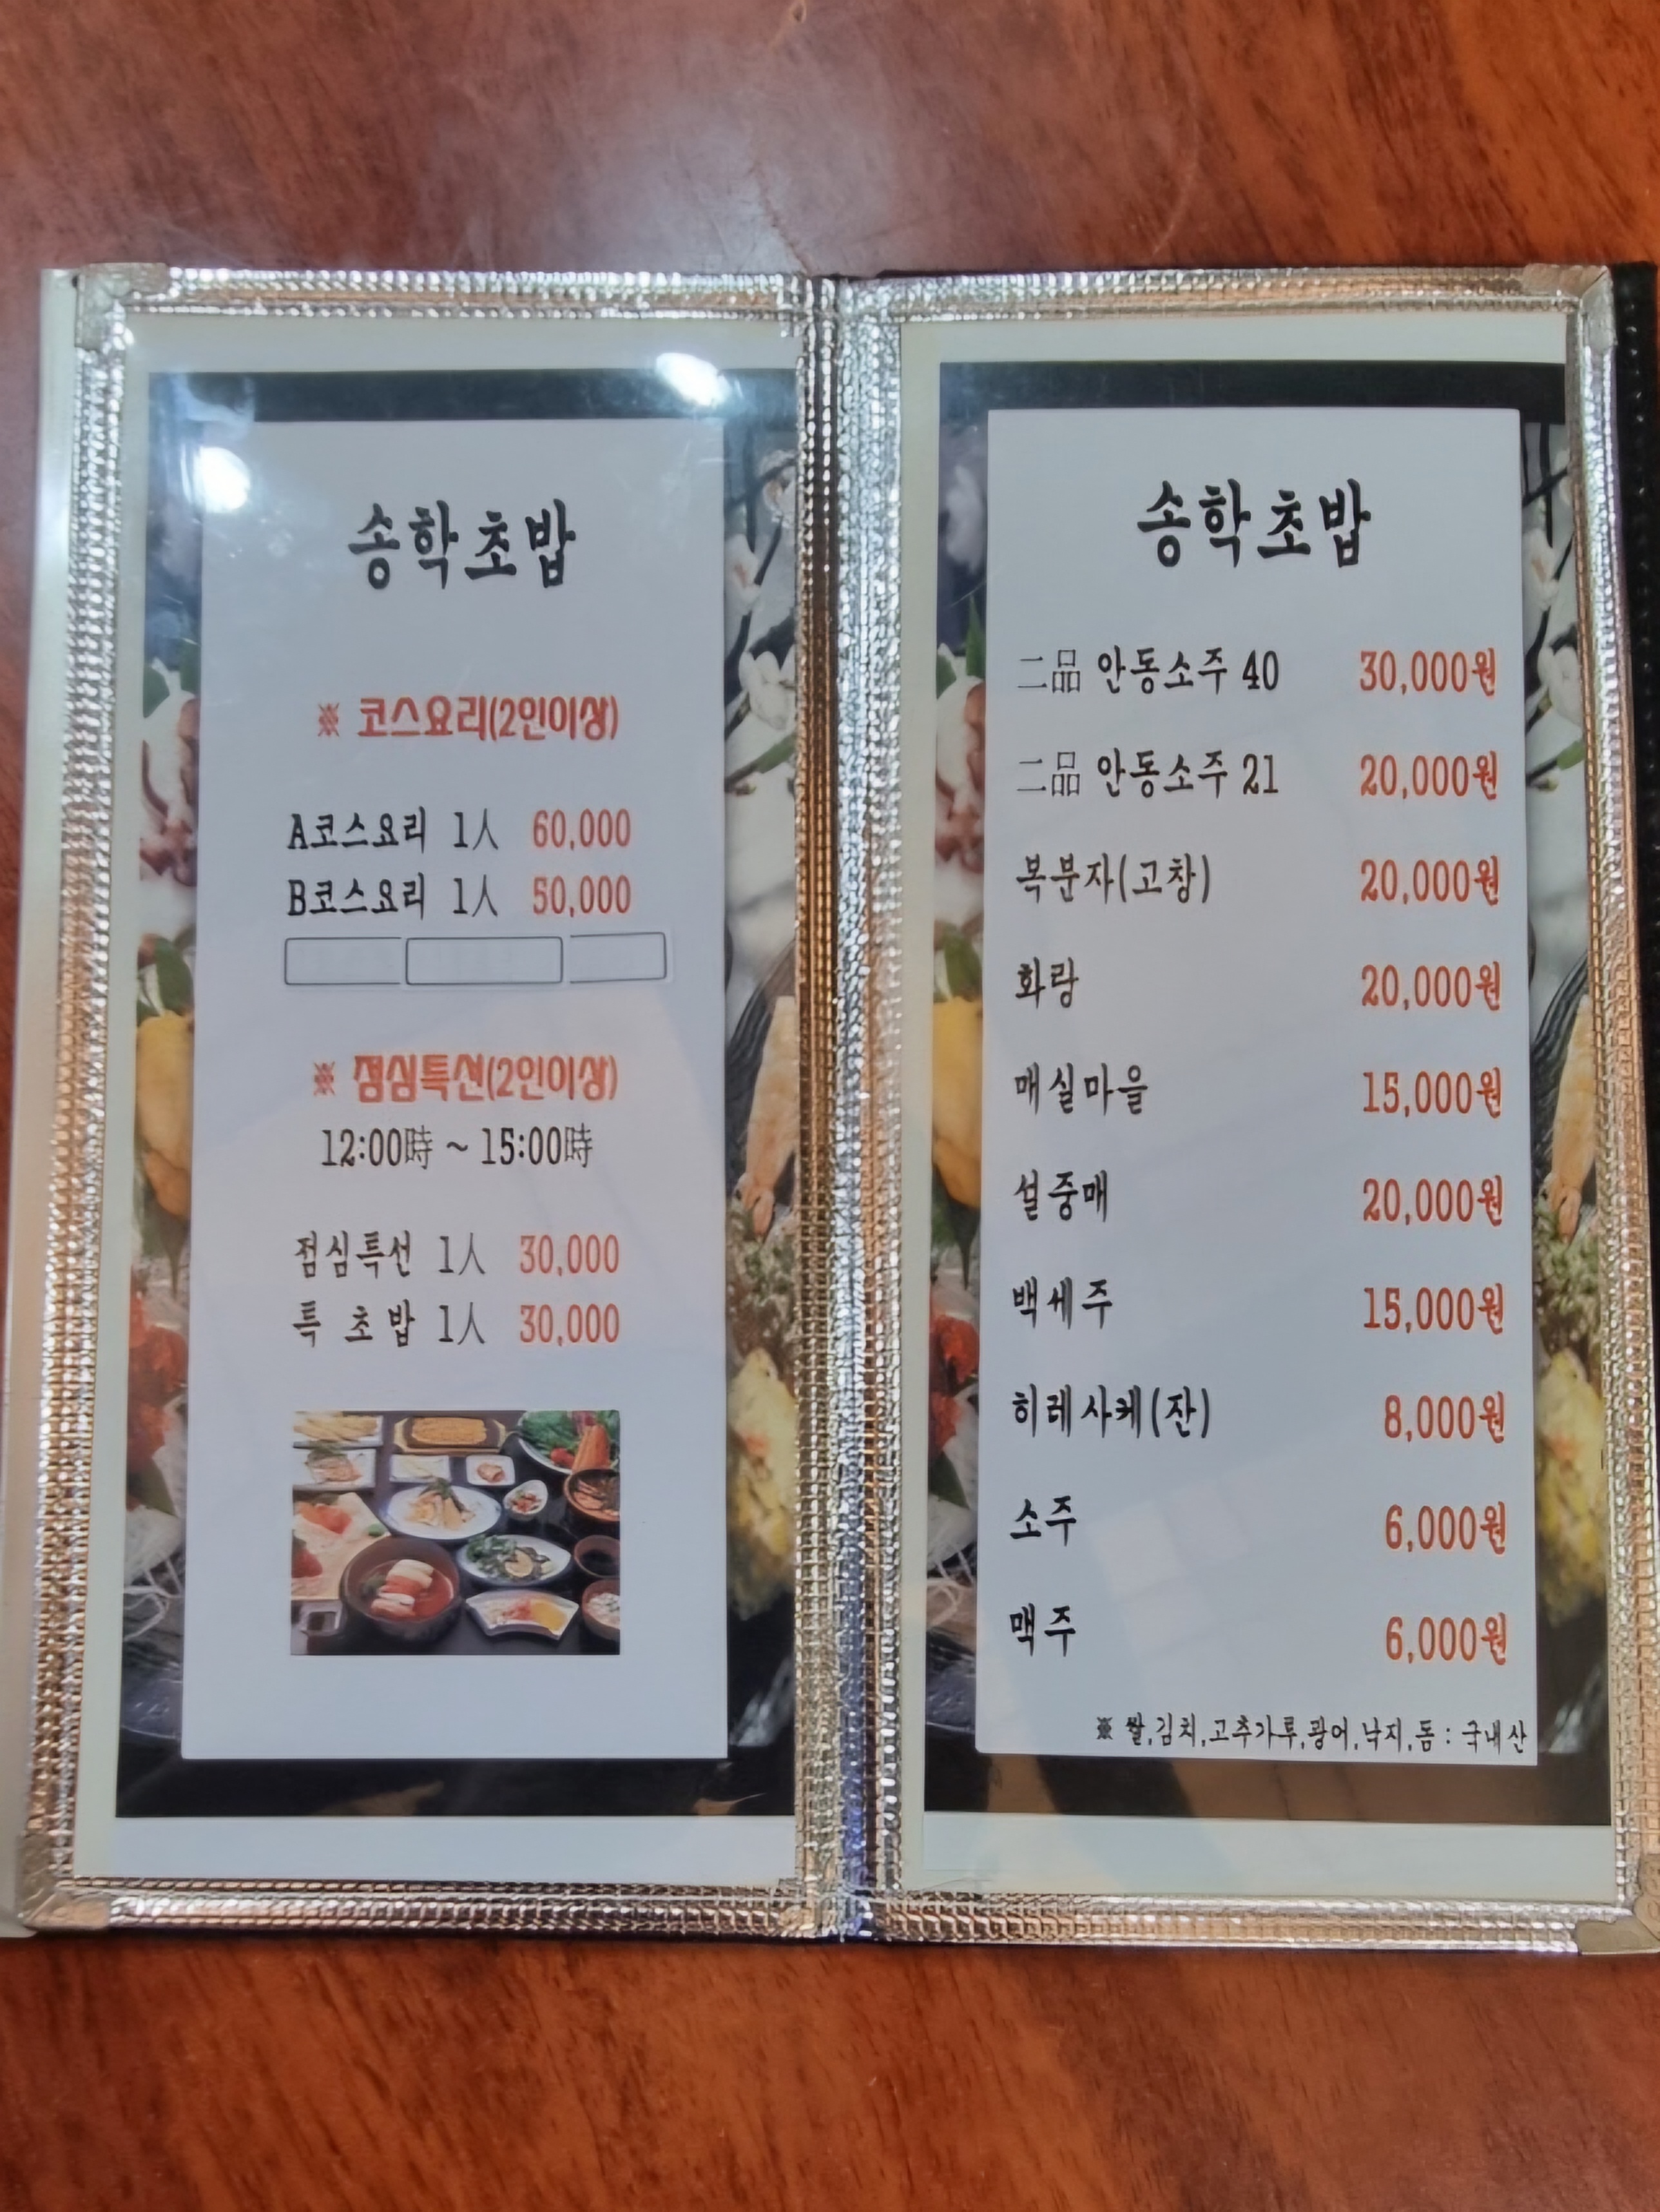 송학초밥
※ 코스요리(2인이상)
A코스요리 1人 60,000
B코스요리 1人 50,000
※ 점심특선(2인이상)
12:00時 ~ 15:00時
점심특선 1人 30,000
특 초밥 1人 30,000
송학초밥
二品 안동소주 40 30,000원
二品 안동소주 21 20,000원
복분자(고창) 20,000원
화랑 20,000원
매실마을 15,000원
설중매 20,000원
백세주 15,000원
히레사케(잔) 8,000원
소주 6,000원
맥주 6,000원
※ 쌀,김치,고추가루,광어,낙지,돔 : 국내산